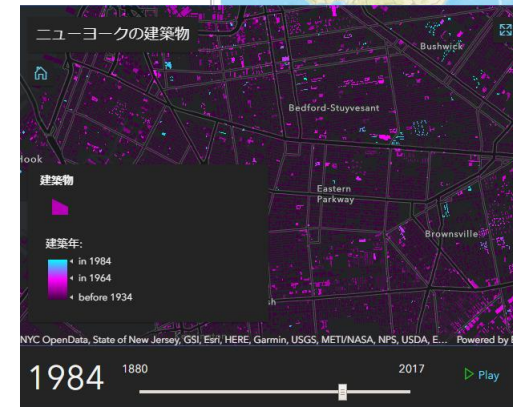 ニューヨークの建築物
Bushwick
Bedford-Stuyvesant
Hook
建築物
Eastern
Parkway
建築年:
Brownsville
in 1984
in 1964
before 1934
sh
NYC OpenData, State of New Jersey, GSI, Esri, HERE, Garmin, USGS, METI/NASA, NPS, USDA, E... Powered by E
1984
1880
2017
Play